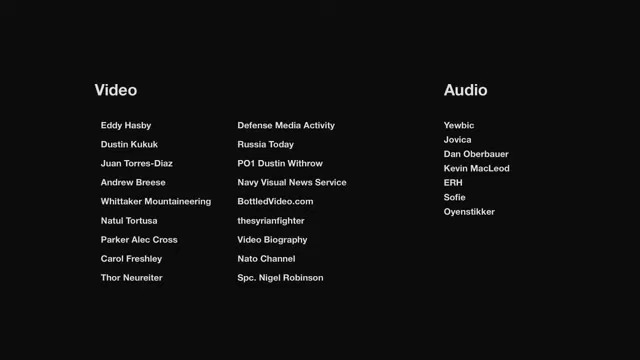 Video
Eddy Hasby
Dustin Kukuk
Juan Torres-Diaz
Andrew Breese
Whittaker Mountaineering
Natul Tortusa
Parker Alec Cross
Carol Freshley
Thor Neureiter
Defense Media Activity
Russia Today
PO1 Dustin Withrow
Navy Visual News Service
BottledVideo.com
thesyrianfighter
Video Biography
Nato Channel
Spc. Nigel Robinson
Audio
Yewbic
Jovica
Dan Oberbauer
Kevin MacLeod
ERH
Sofie
Oyenstikker